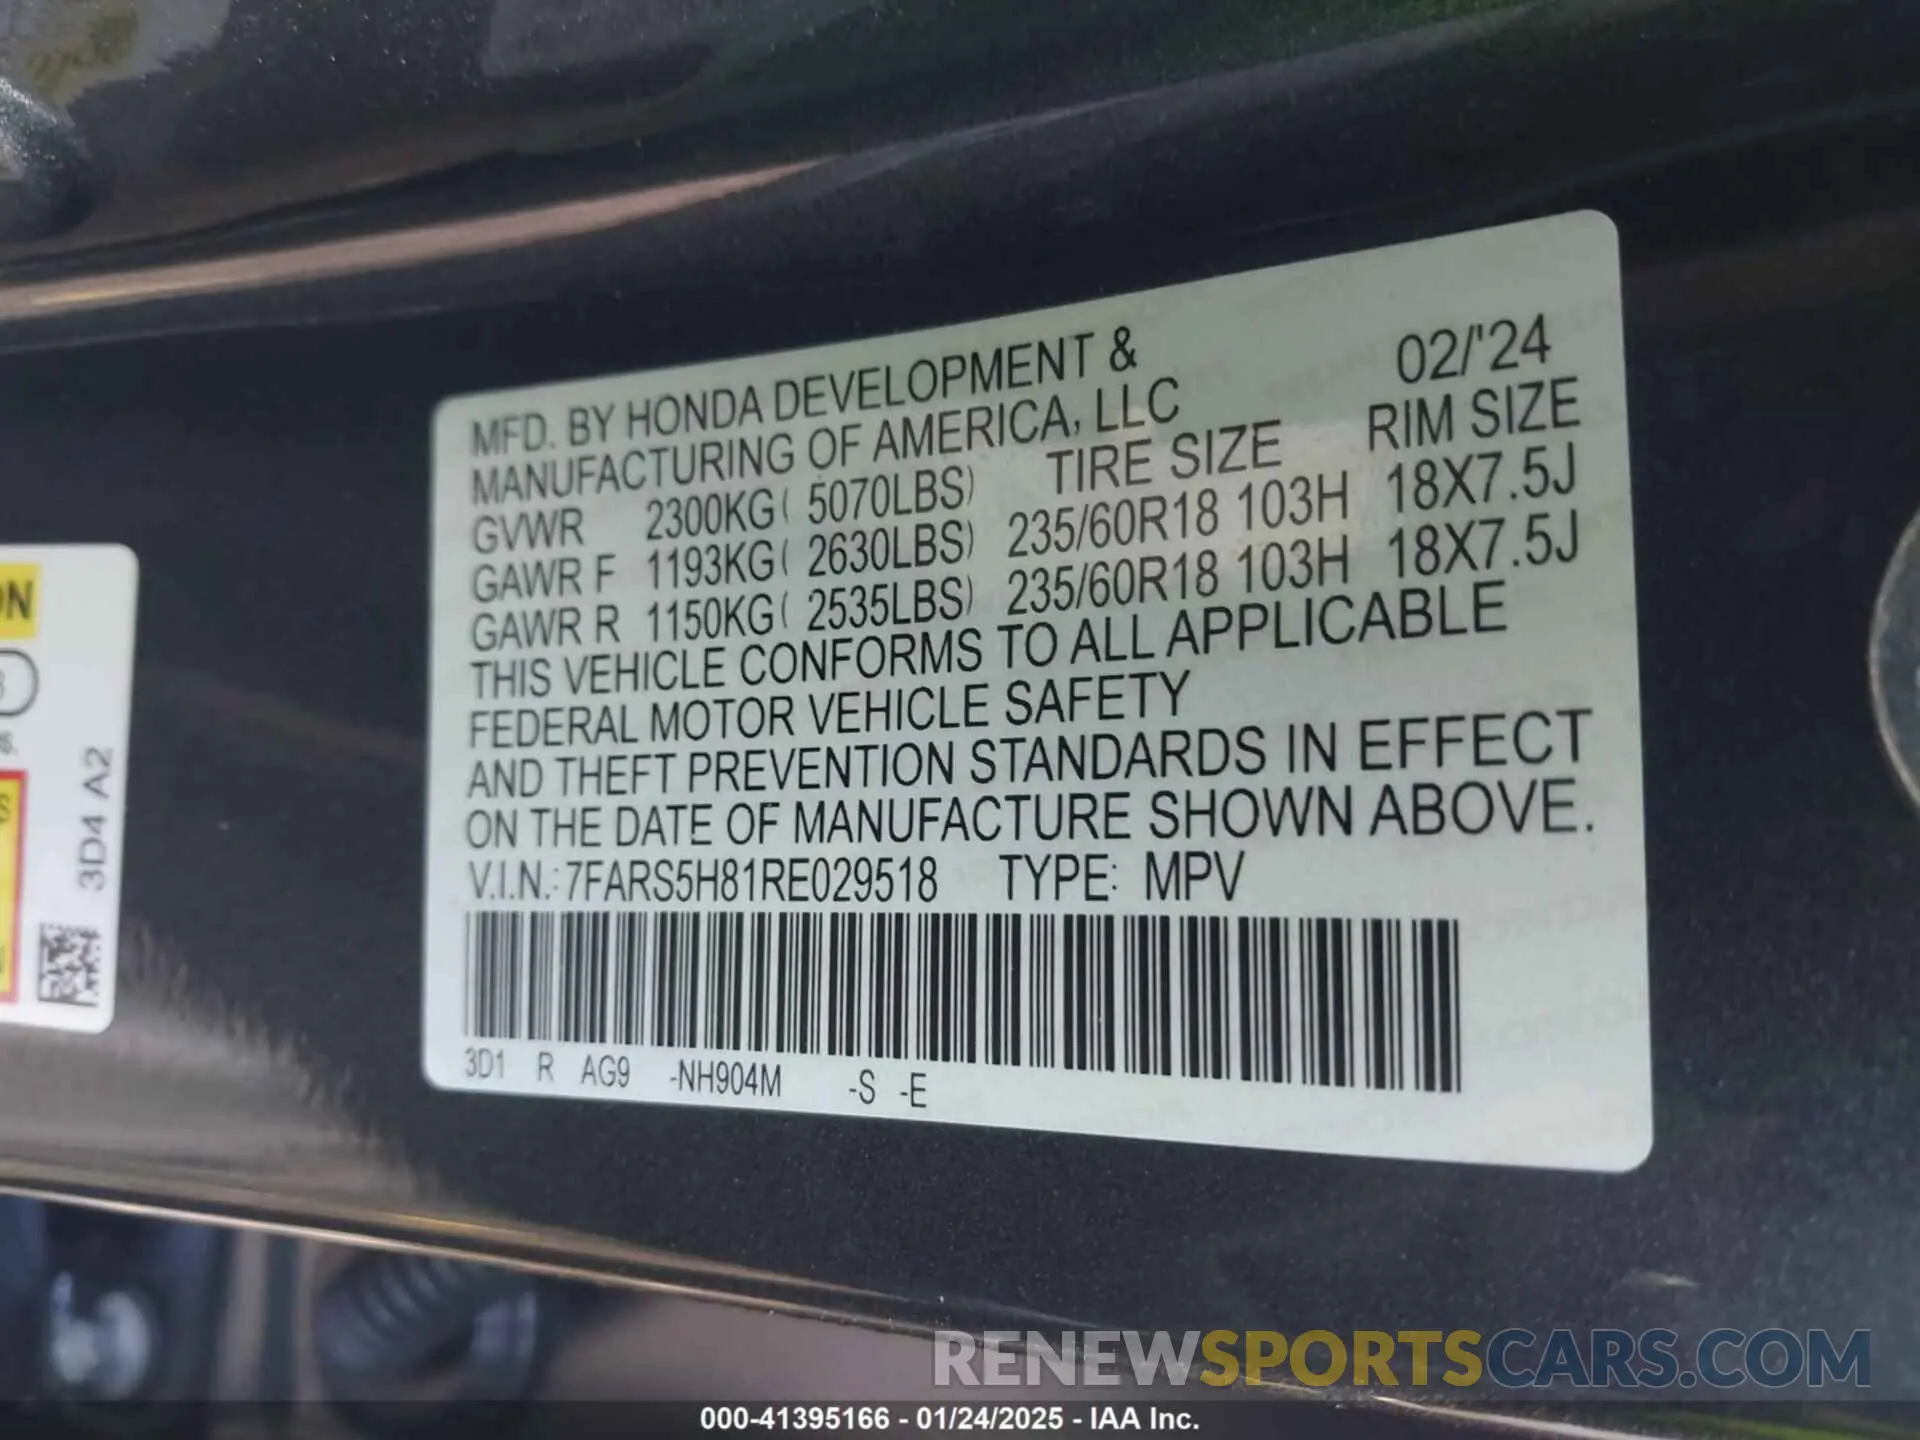 MFD. BY HONDA DEVELOPMENT & 02/'24
MANUFACTURING OF AMERICA, LLC
TIRE SIZE RIM SIZE
GVWR 2300KG( 5070LBS)
GAWR F 1193KG( 2630LBS) 235/60R18 103H 18X7.5J
GAWR R 1150KG( 2535LBS) 235/60R18 103H 18X7.5J
THIS VEHICLE CONFORMS TO ALL APPLICABLE
FEDERAL MOTOR VEHICLE SAFETY
AND THEFT PREVENTION STANDARDS IN EFFECT
ON THE DATE OF MANUFACTURE SHOWN ABOVE.
V.I.N.: 7FARS5H81RE029518 TYPE: MPV
3D1 R AG9 -NH904M -S -E
3D4 A2
RENEWSPORTSCARS.COM
000-41395166 - 01/24/2025 - IAA Inc.